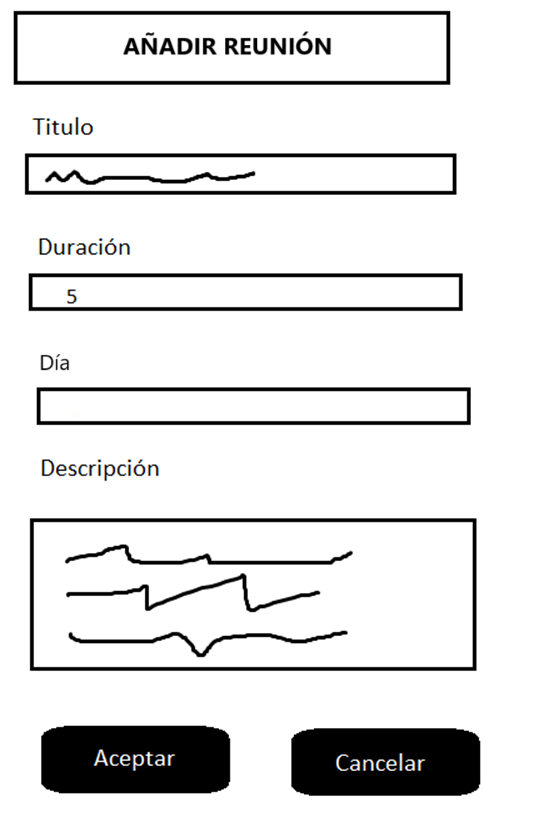 AÑADIR REUNIÓN
Titulo
Duración
5
Día
Descripción
Aceptar
Cancelar